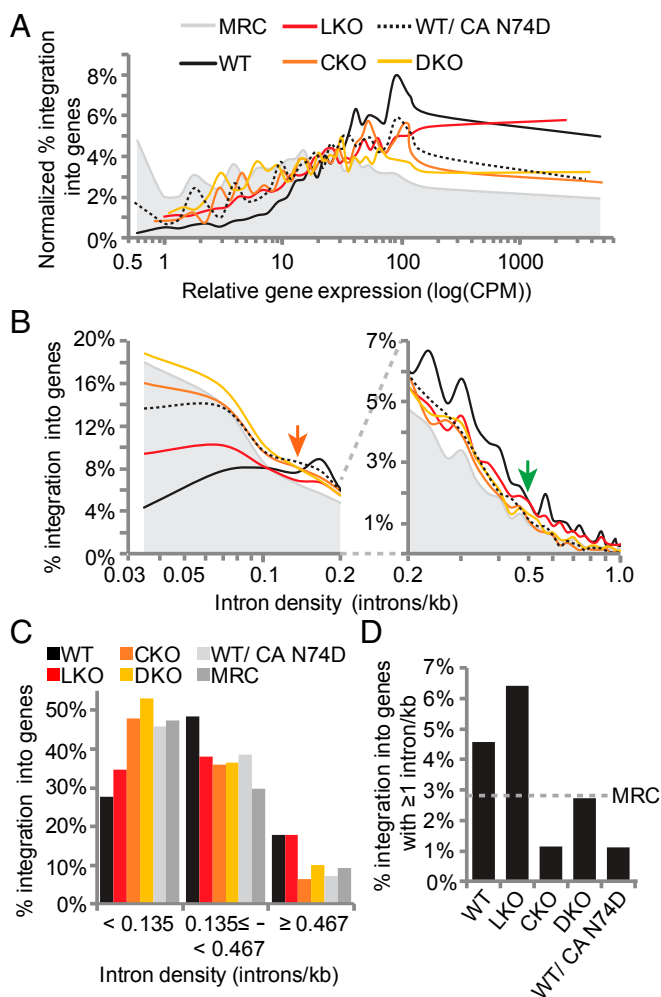 A
MRC LKO WT/ CA N74D
WT CKO DKO
Normalized % integration
into genes
8%
6%
4%
2%
0%
0.5 1 10 100 1000
Relative gene expression (log(CPM))
B
% integration into genes
20%
16%
12%
8%
4%
0%
0.03 0.05 0.1 0.2
7%
5%
3%
1%
0.2 0.5 1.0
Intron density (introns/kb)
C
WT CKO WT/ CA N74D
LKO DKO MRC
% integration into genes
50%
40%
30%
20%
10%
0%
< 0.135 0.135≤ - ≥ 0.467
< 0.467
Intron density (introns/kb)
D
% integration into genes
with ≥1 intron/kb
7%
6%
5%
4%
3%
2%
1%
0%
MRC
WT
LKO
CKO
DKO
WT/ CA N74D